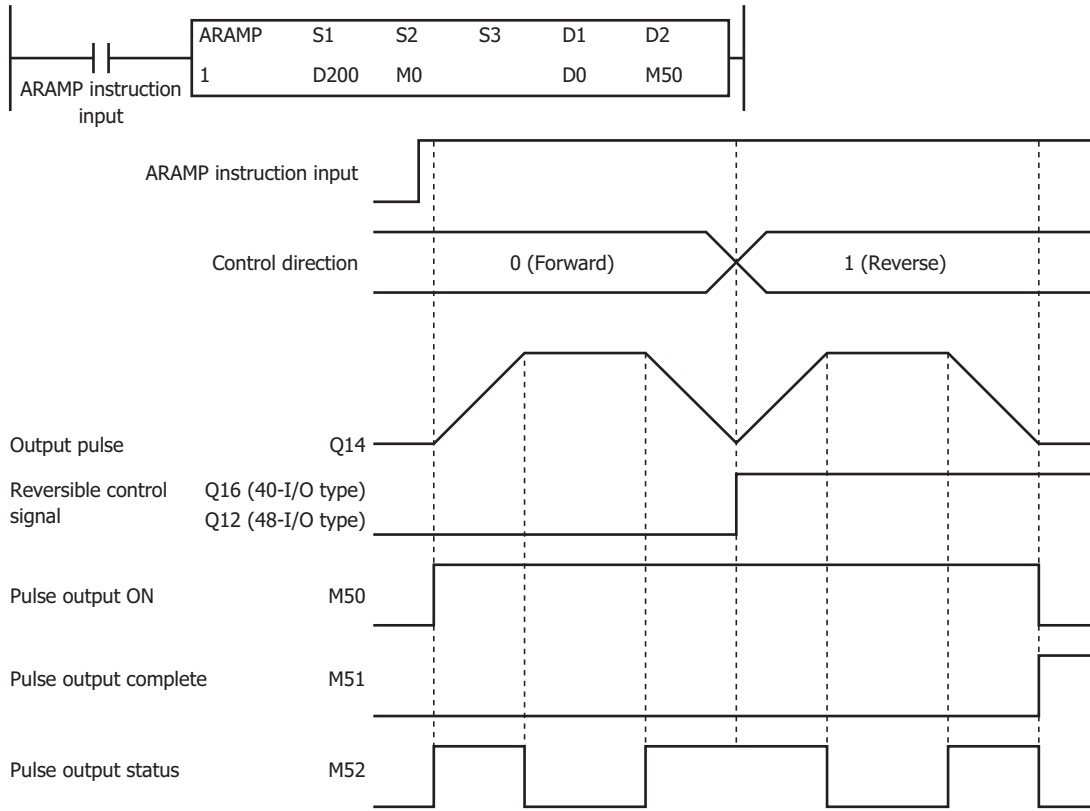 ARAMP S1 S2 S3 D1 D2
1 D200 M0 D0 M50
ARAMP instruction
input
ARAMP instruction input
Control direction 0 (Forward) 1 (Reverse)
Output pulse Q14
Reversible control Q16 (40-I/O type)
signal Q12 (48-I/O type)
Pulse output ON M50
Pulse output complete M51
Pulse output status M52